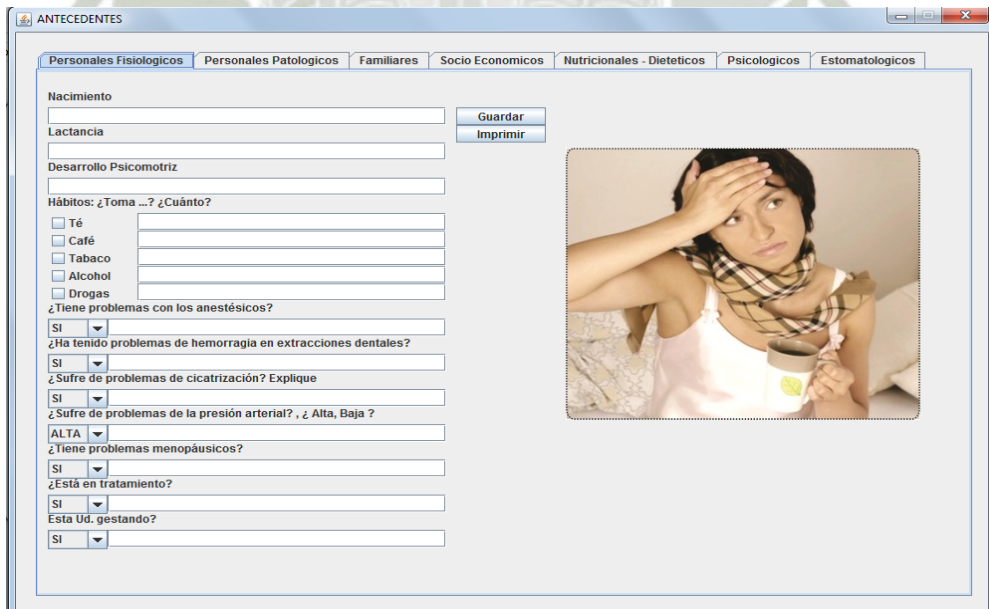 ANTECEDENTES
Personales Fisiologicos Personales Patologicos Familiares Socio Economicos Nutricionales - Dieteticos Psicologicos Estomatologicos
Nacimiento
Guardar
Lactancia
Imprimir
Desarrollo Psicomotriz
Hábitos: ¿Toma ...? ¿Cuánto?
Té
Café
Tabaco
Alcohol
Drogas
¿Tiene problemas con los anestésicos?
SI
¿Ha tenido problemas de hemorragia en extracciones dentales?
SI
¿Sufre de problemas de cicatrización? Explique
SI
¿Sufre de problemas de la presión arterial? , ¿ Alta, Baja ?
ALTA
¿Tiene problemas menopáusicos?
SI
¿Está en tratamiento?
SI
Esta Ud. gestando?
SI